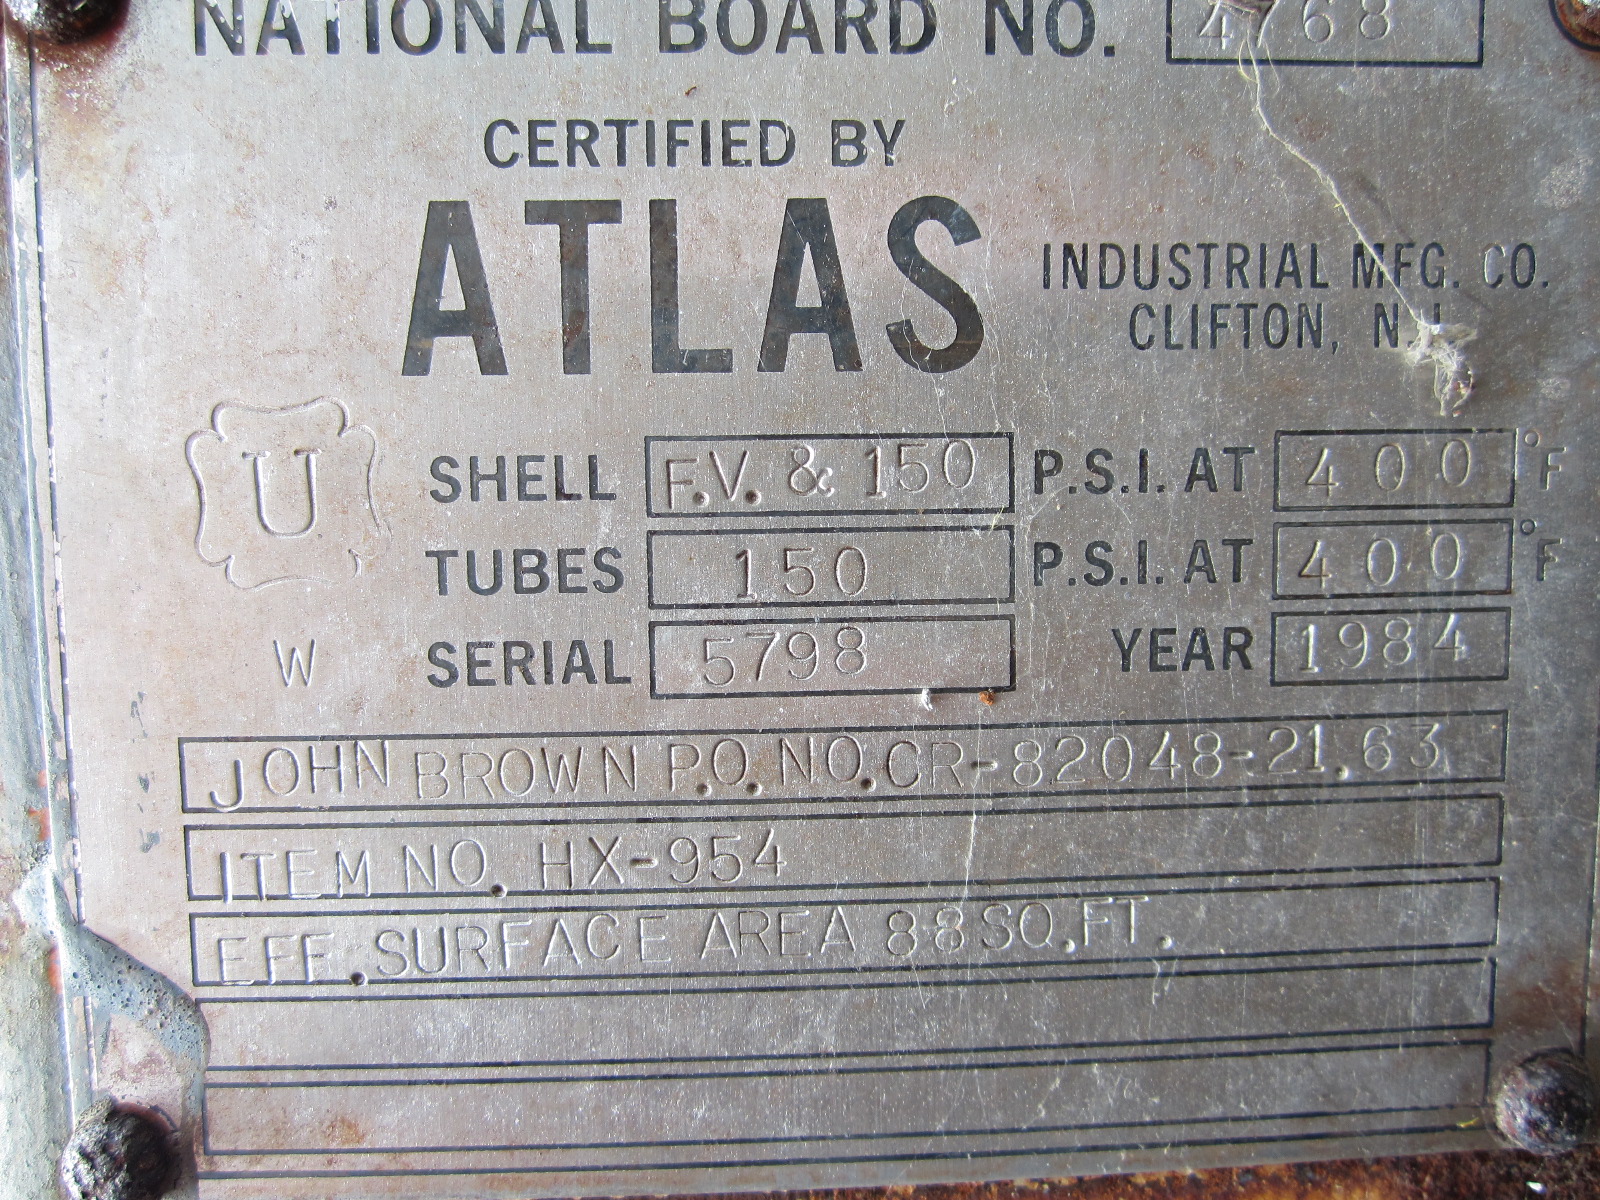 NATIONAL BOARD NO. 4768
CERTIFIED BY
ATLAS INDUSTRIAL MFG. CO.
CLIFTON, N.J.
U
SHELL F.V. & 150 P.S.I. AT 400 °F
TUBES 150 P.S.I. AT 400 °F
W SERIAL 5798 YEAR 1984
JOHN BROWN P.O. NO. CR-82048-21.63
ITEM NO. HX-954
EFF. SURFACE AREA 88 SQ. FT.